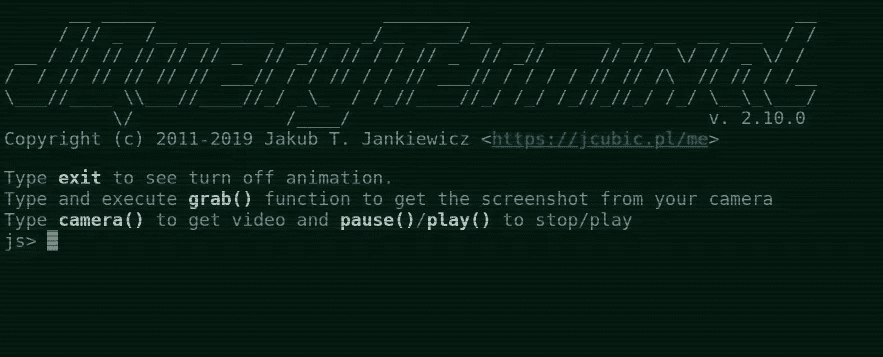 JQuery Terminal
v. 2.10.0
Copyright (c) 2011-2019 Jakub T. Jankiewicz <https://jcubic.pl/me>
Type exit to see turn off animation.
Type and execute grab() function to get the screenshot from your camera
Type camera() to get video and pause()/play() to stop/play
js>